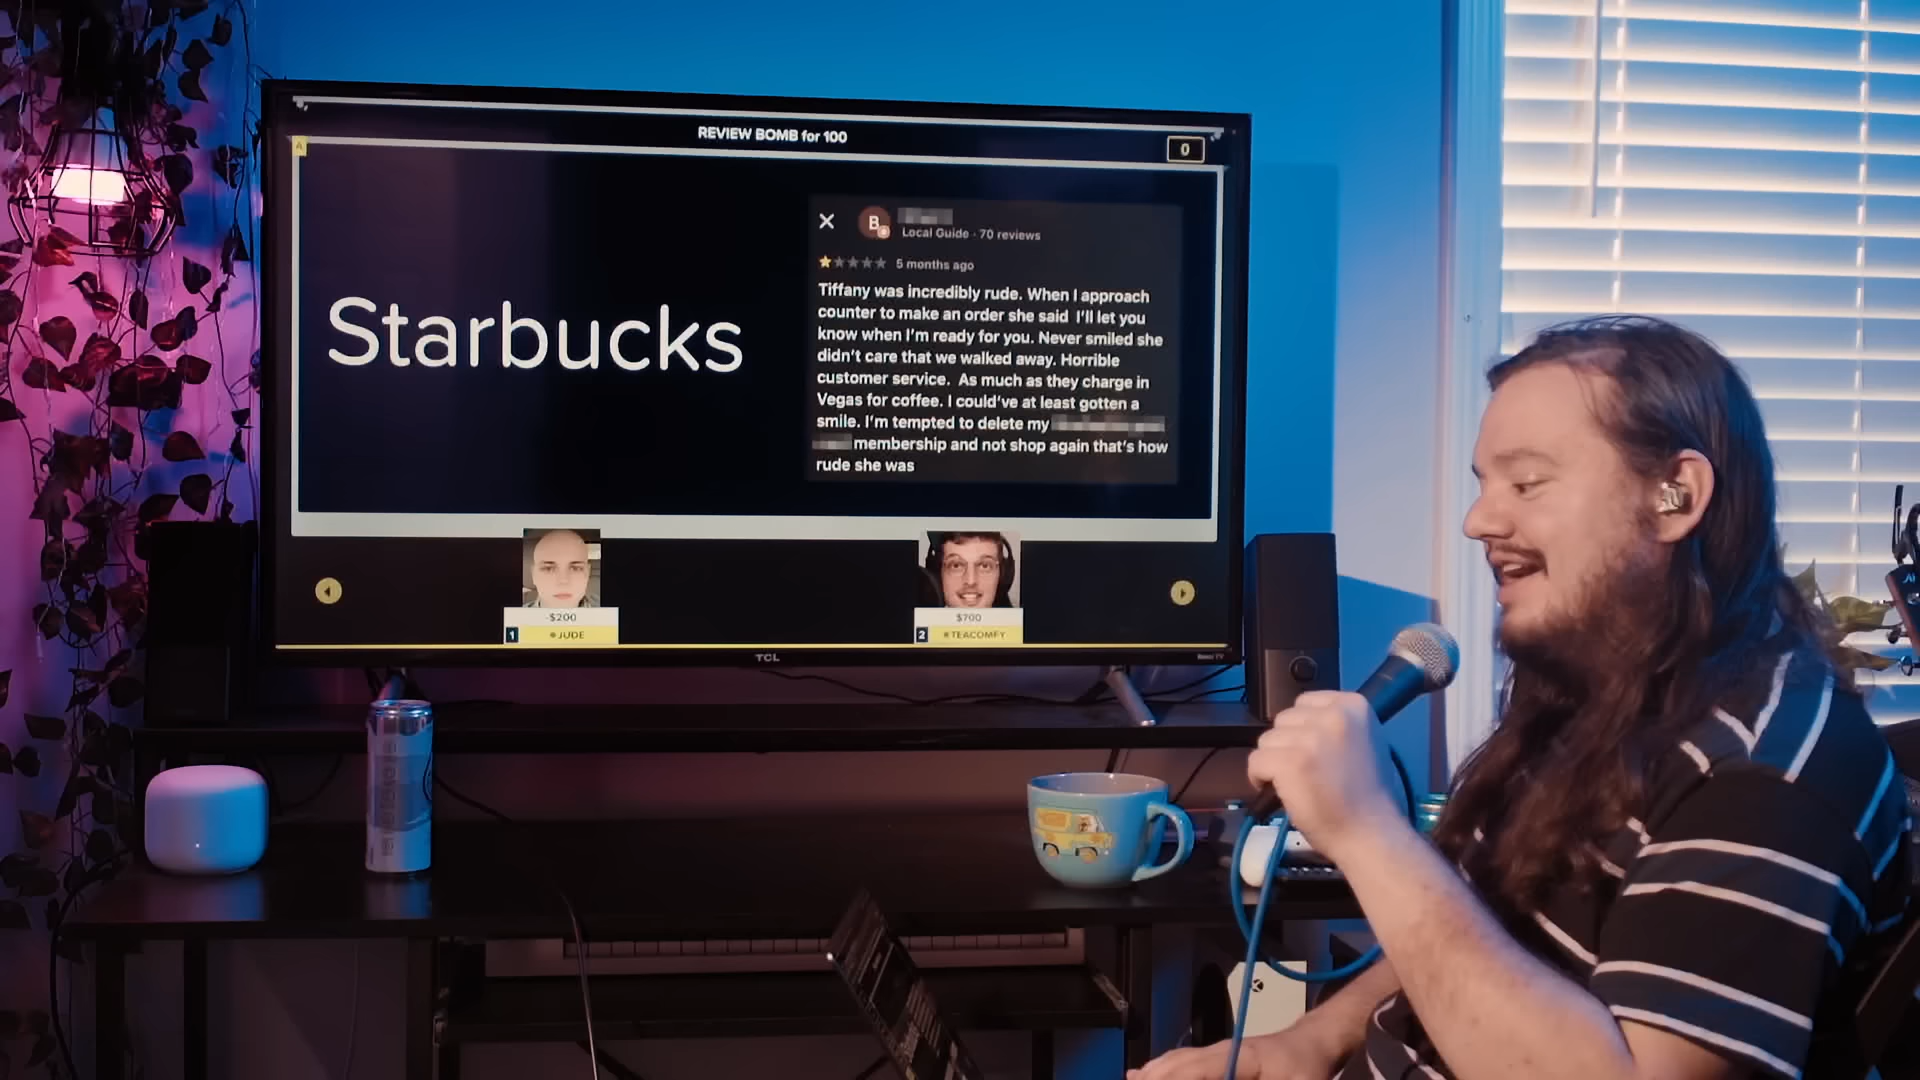 REVIEW BOMB for 100
0
A
Starbucks
B
Local Guide · 70 reviews
5 months ago
Tiffany was incredibly rude. When I approach
counter to make an order she said I'll let you
know when I'm ready for you. Never smiled she
didn't care that we walked away. Horrible
customer service. As much as they charge in
Vegas for coffee. I could've at least gotten a
smile. I'm tempted to delete my
membership and not shop again that's how
rude she was
-$200
1 JUDE
$700
2 TEACOMFY
TCL